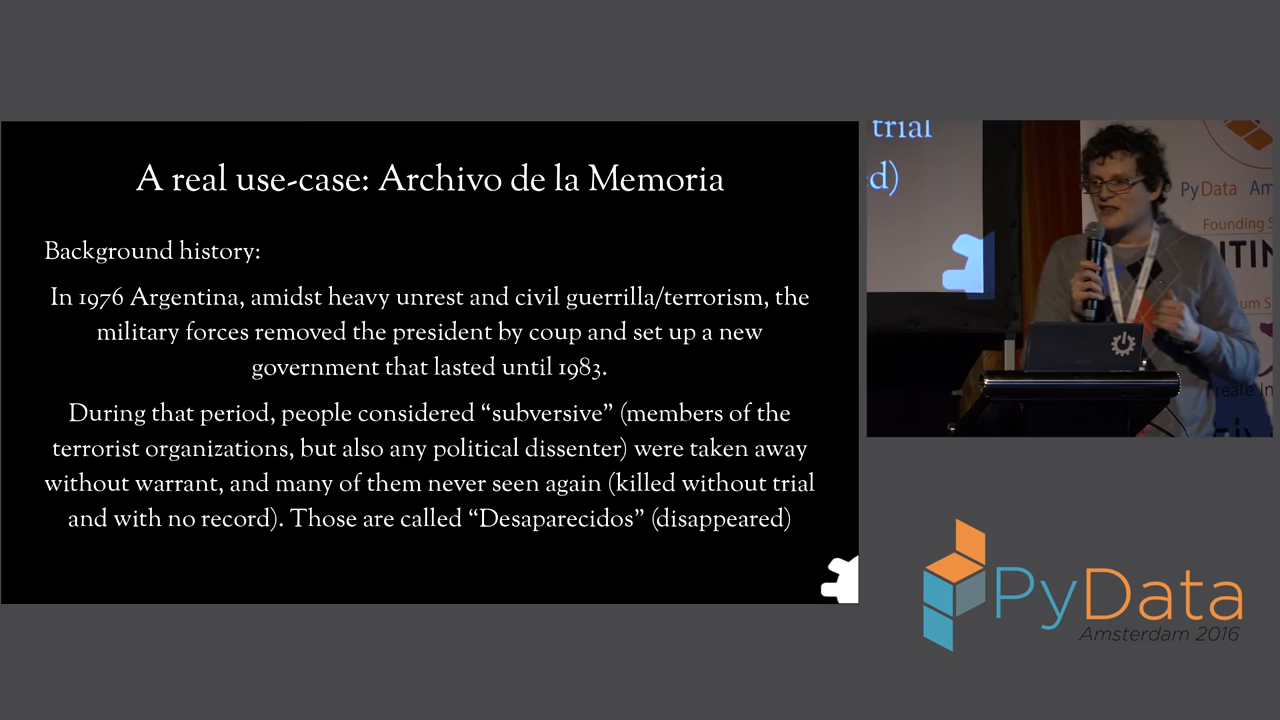 A real use-case: Archivo de la Memoria
Background history:
In 1976 Argentina, amidst heavy unrest and civil guerrilla/terrorism, the
military forces removed the president by coup and set up a new
government that lasted until 1983.
During that period, people considered “subversive” (members of the
terrorist organizations, but also any political dissenter) were taken away
without warrant, and many of them never seen again (killed without trial
and with no record). Those are called “Desaparecidos” (disappeared)
trial
d)
PyData Am
Founding S
um S
reate In
PyData
Amsterdam 2016